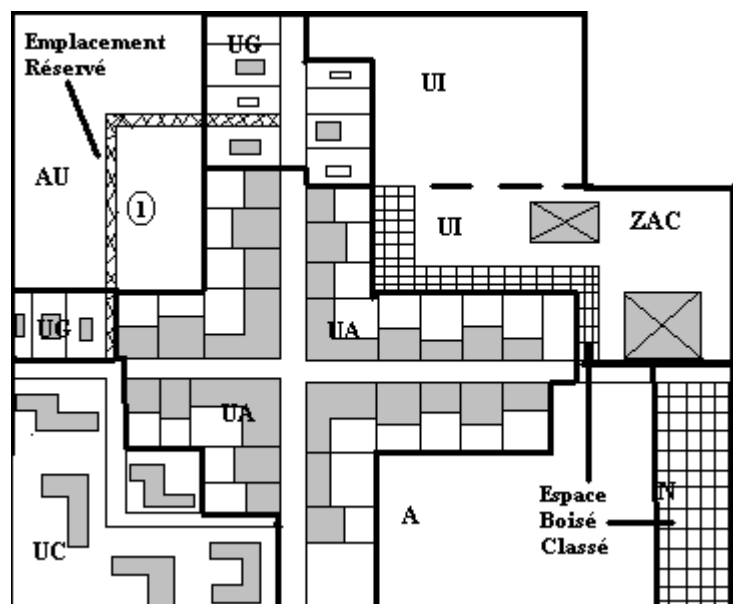 Emplacement
Réservé
UG
UI
AU
1
UI
ZAC
UG
UA
UA
Espace
Boisé
Classé
N
A
UC